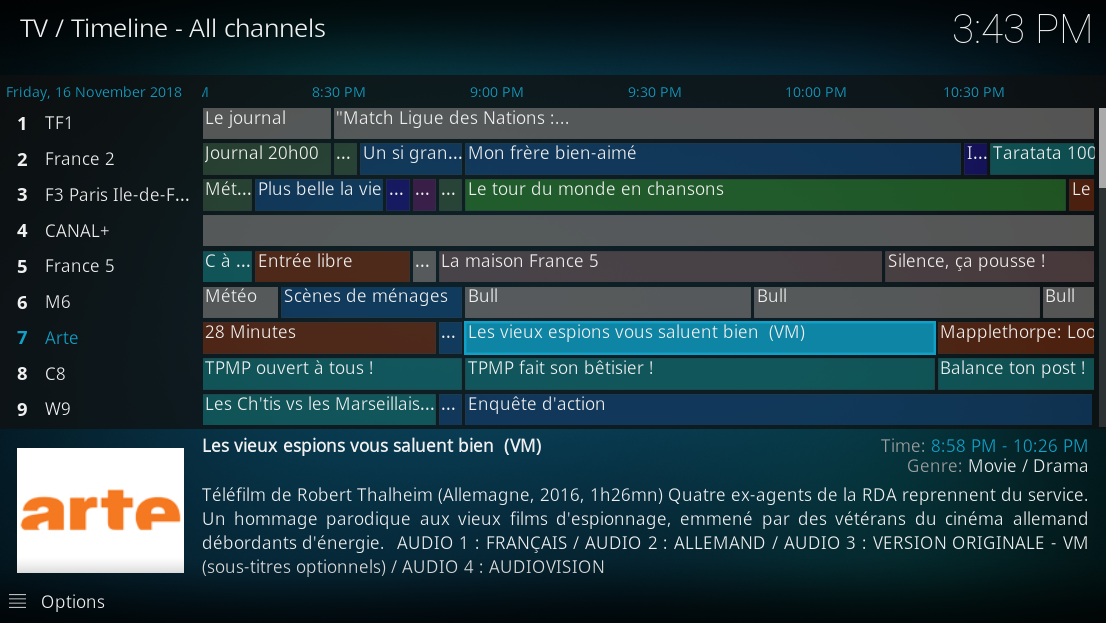 TV / Timeline - All channels
3:43 PM
Friday, 16 November 2018 M 8:30 PM 9:00 PM 9:30 PM 10:00 PM 10:30 PM
1 TF1 Le journal "Match Ligue des Nations :...
2 France 2 Journal 20h00 ... Un si gran... Mon frère bien-aimé I... Taratata 100
3 F3 Paris Ile-de-F... Mét... Plus belle la vie ... ... ... Le tour du monde en chansons Le
4 CANAL+
5 France 5 C à ... Entrée libre ... La maison France 5 Silence, ça pousse !
6 M6 Météo Scènes de ménages Bull Bull Bull
7 Arte 28 Minutes ... Les vieux espions vous saluent bien  (VM) Mapplethorpe: Loo
8 C8 TPMP ouvert à tous ! TPMP fait son bêtisier ! Balance ton post !
9 W9 Les Ch'tis vs les Marseillais... ... Enquête d'action
arte
Les vieux espions vous saluent bien  (VM)
Time: 8:58 PM - 10:26 PM
Genre: Movie / Drama
Téléfilm de Robert Thalheim (Allemagne, 2016, 1h26mn) Quatre ex-agents de la RDA reprennent du service.
Un hommage parodique aux vieux films d'espionnage, emmené par des vétérans du cinéma allemand
débordants d'énergie.  AUDIO 1 : FRANÇAIS / AUDIO 2 : ALLEMAND / AUDIO 3 : VERSION ORIGINALE - VM
(sous-titres optionnels) / AUDIO 4 : AUDIOVISION
Options